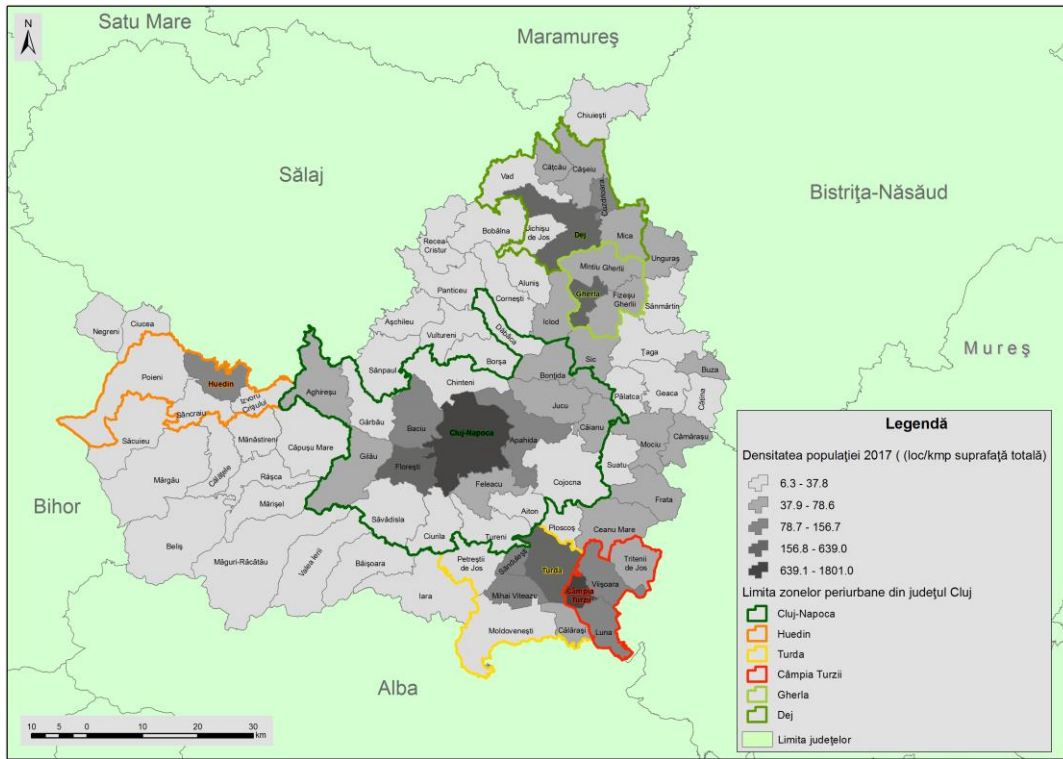 N
Satu Mare
Maramureş
Sălaj
Bistriţa-Năsăud
Mureş
Bihor
Alba
Chiuieşti
Vad
Câţcău
Căşeiu
Bobâlna
Jichişu
de Jos
Dej
Mica
Recea-
Cristur
Unguraş
Mintiu Gherlii
Aluniş
Panticeu
Corneşti
Gherla
Fizeşu
Gherlii
Sânmărtin
Aşchileu
Vultureni
Dăbâca
Iclod
Negreni
Ciucea
Poieni
Huedin
Izvoru
Crişului
Sâncraiu
Săcuieu
Aghireşu
Sânpaul
Borşa
Sic
Ţaga
Chinteni
Bonţida
Buza
Geaca
Pălatca
Cătina
Gârbău
Baciu
Cluj-Napoca
Jucu
Apahida
Căianu
Mociu
Cămăraşu
Mănăstireni
Căpuşu Mare
Gilău
Floreşti
Feleacu
Cojocna
Suatu
Mărgău
Călăţele
Râşca
Mărişel
Frata
Săvădisla
Aiton
Ploscoş
Ceanu Mare
Ciurila
Tureni
Beliş
Măguri-Răcătău
Valea Ierii
Băişoara
Petreştii
de Jos
Săndulești
Turda
Tritenii
de Jos
Viişoara
Câmpia
Turzii
Iara
Mihai Viteazu
Moldoveneşti
Călăraşi
Luna
Legendă
Densitatea populaţiei 2017 ( (loc/kmp suprafaţă totală)
6.3 - 37.8
37.9 - 78.6
78.7 - 156.7
156.8 - 639.0
639.1 - 1801.0
Limita zonelor periurbane din judeţul Cluj
Cluj-Napoca
Huedin
Turda
Câmpia Turzii
Gherla
Dej
Limita judeţelor
10 5 0 10 20 30
km